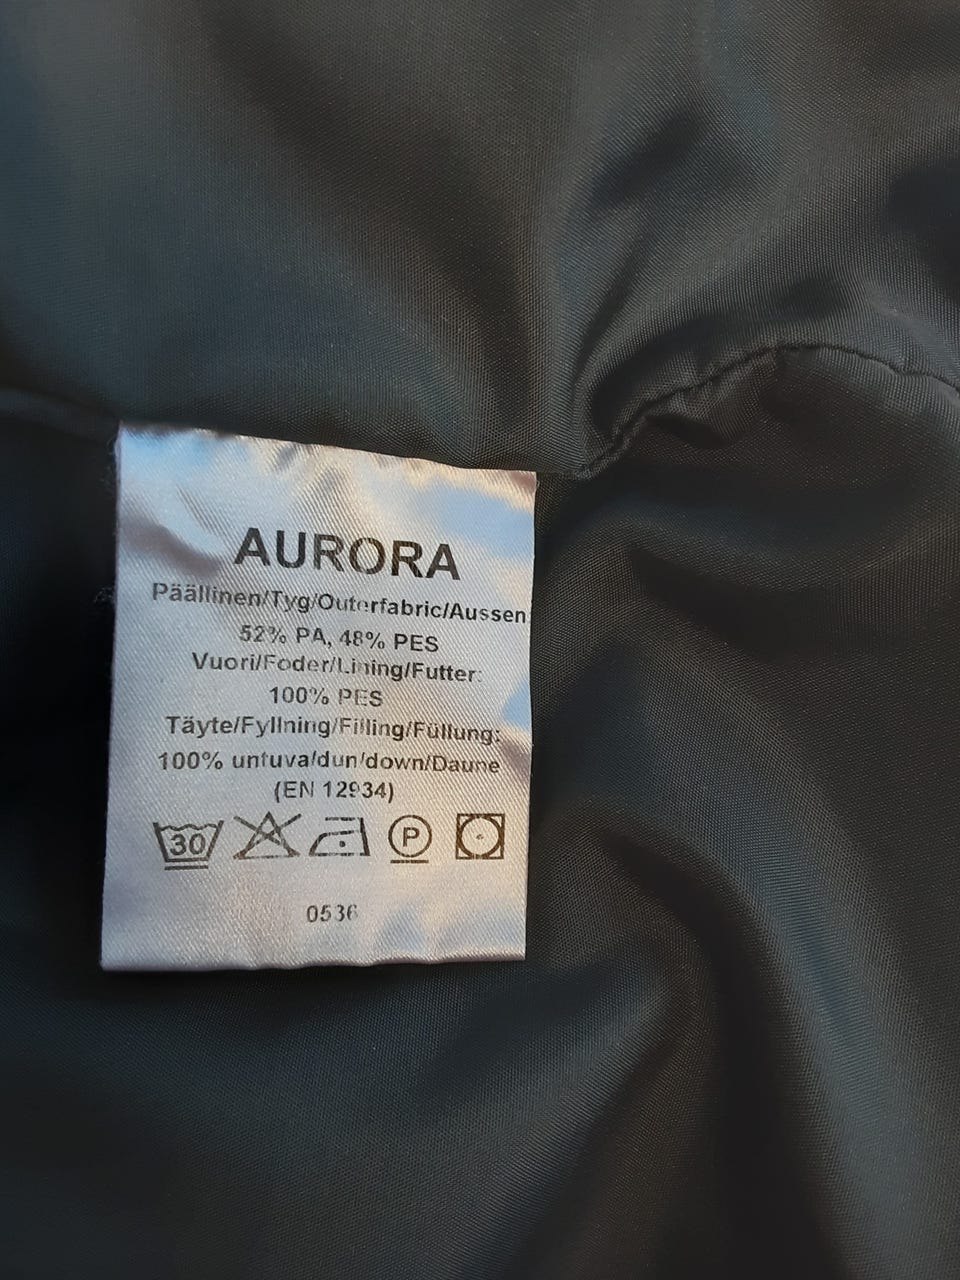 AURORA
Päällinen/Tyg/Outerfabric/Aussen:
52% PA, 48% PES
Vuori/Foder/Lining/Futter:
100% PES
Täyte/Fyllning/Filling/Füllung:
100% untuva/dun/down/Daune
(EN 12934)
30 P
0536